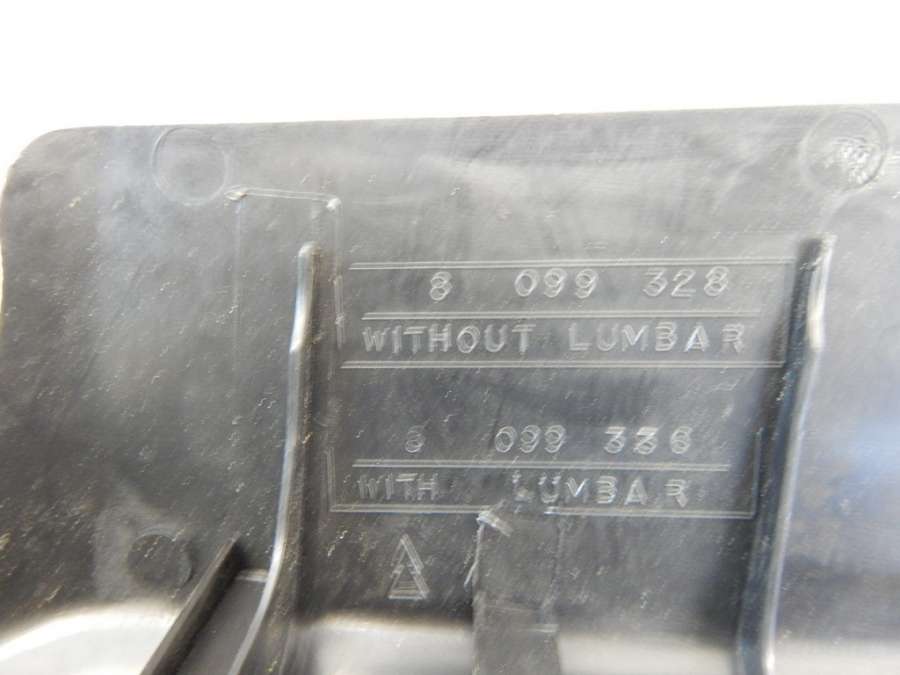 8 099 328
WITHOUT LUMBAR
8 099 336
WITH LUMBAR